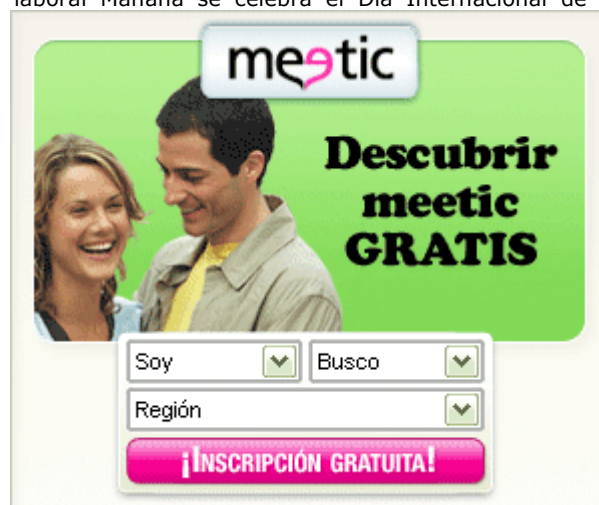 laboral Mañana se celebra el Día Internacional de
meetic
Descubrir
meetic
GRATIS
Soy
Busco
Región
¡INSCRIPCIÓN GRATUITA!